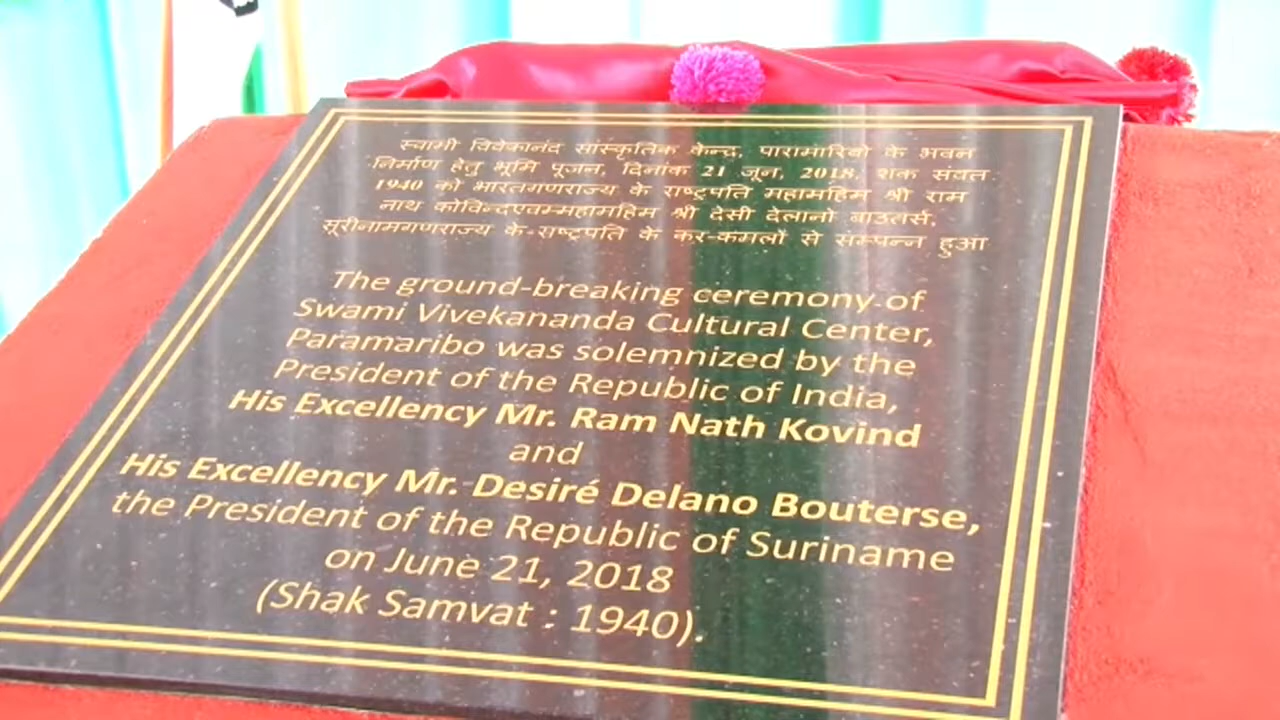 स्वामी विवेकानंद सांस्कृतिक केन्द्र, पारामारिबो के भवन
निर्माण हेतु भूमि पूजन, दिनांक 21 जून, 2018, शक संवत
1940 को भारतगणराज्य के राष्ट्रपति महामहिम श्री राम
नाथ कोविन्दएवम्महामहिम श्री देसी देलानो बाउतर्स,
सूरीनामगणराज्य के-राष्ट्रपति के कर-कमलों से संम्पन्न हुआ
The ground-breaking ceremony of
Swami Vivekananda Cultural Center,
Paramaribo was solemnized by the
President of the Republic of India,
His Excellency Mr. Ram Nath Kovind
and
His Excellency Mr. Desiré Delano Bouterse,
the President of the Republic of Suriname
on June 21, 2018
(Shak Samvat : 1940).